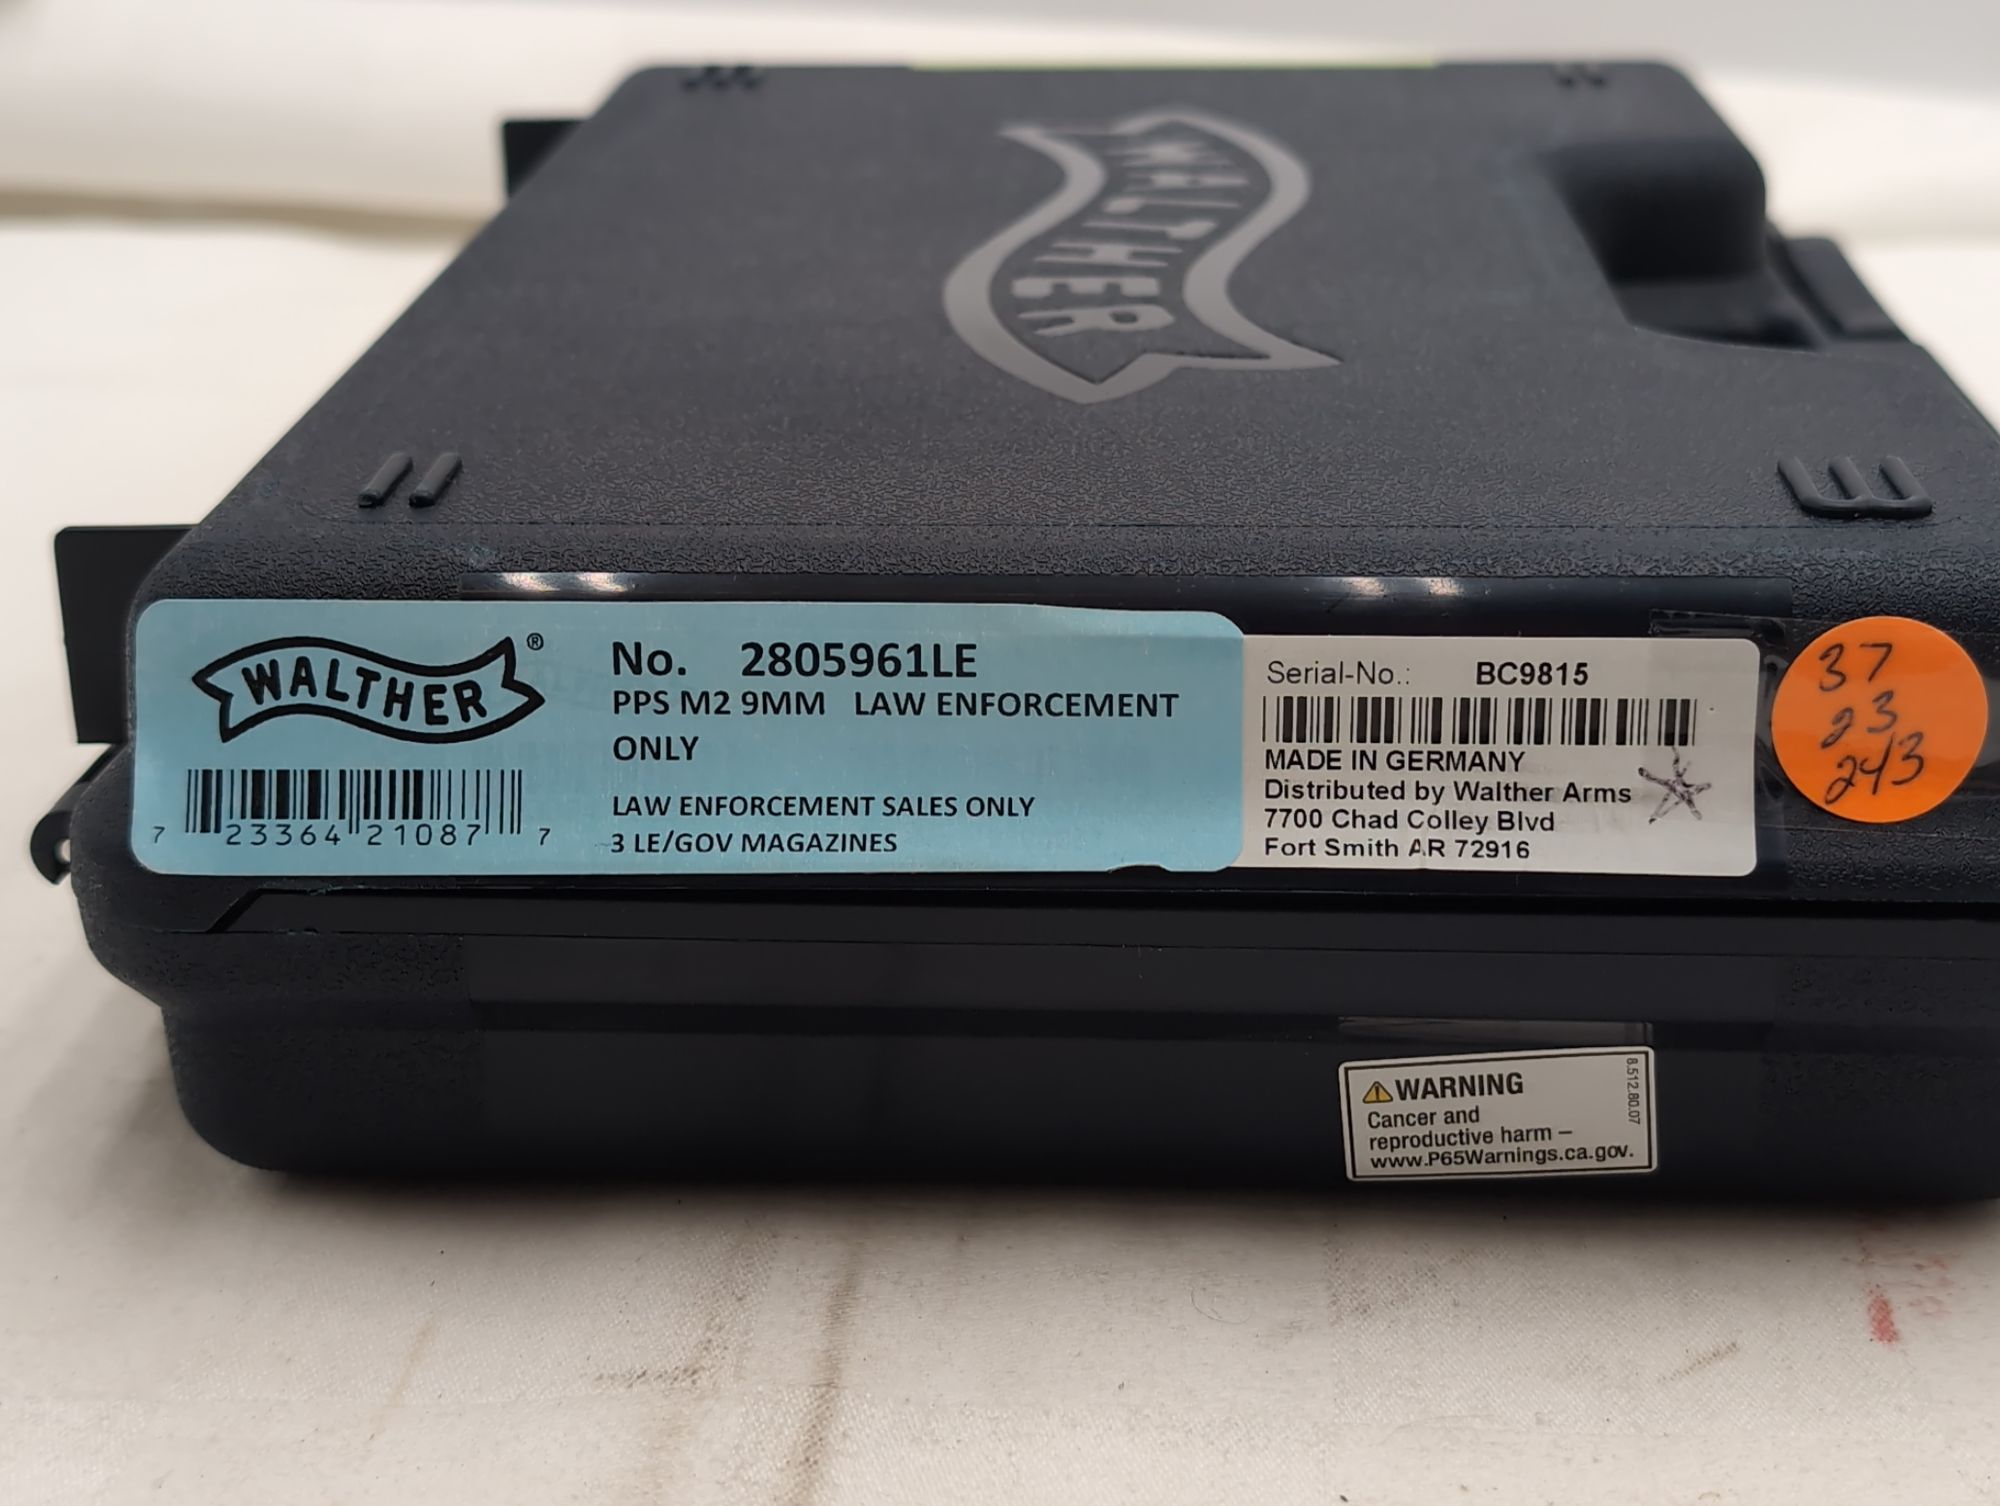 WALTHER
WALTHER ®
7 23364 21087 7
No. 2805961LE
PPS M2 9MM LAW ENFORCEMENT
ONLY
LAW ENFORCEMENT SALES ONLY
3 LE/GOV MAGAZINES
Serial-No.: BC9815
MADE IN GERMANY
Distributed by Walther Arms
7700 Chad Colley Blvd
Fort Smith AR 72916
37
23
243
WARNING
Cancer and
reproductive harm –
www.P65Warnings.ca.gov.
8.512.80.07